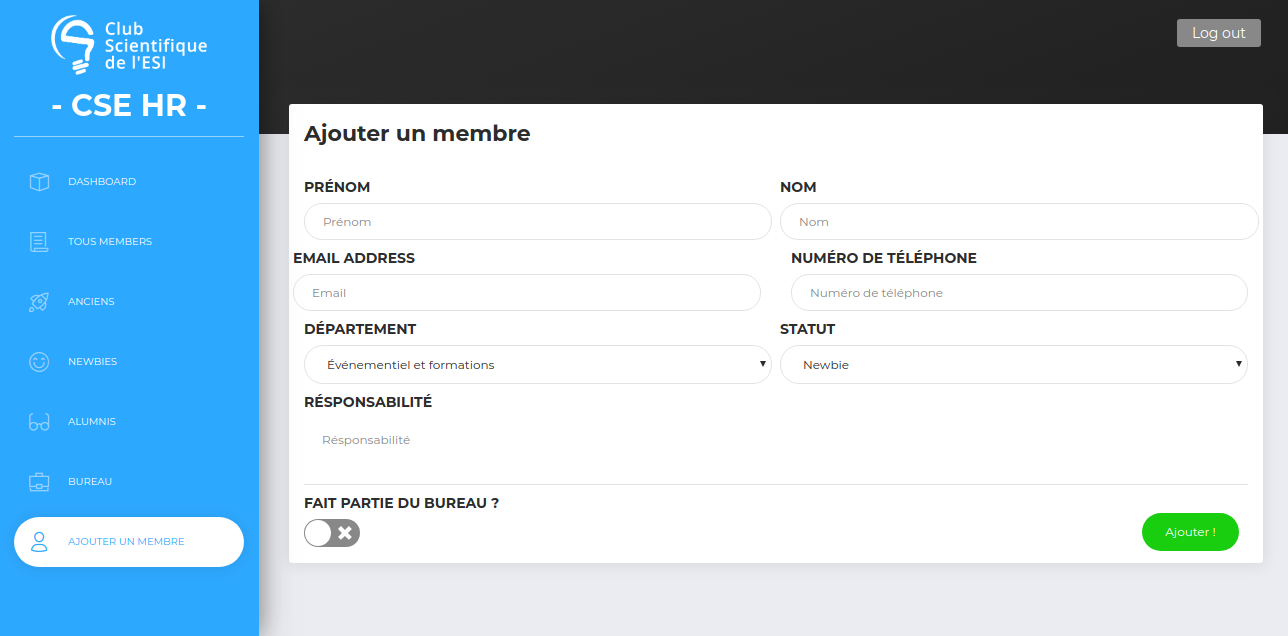 Club
Scientifique
de l'ESI
- CSE HR -
DASHBOARD
TOUS MEMBERS
ANCIENS
NEWBIES
ALUMNIS
BUREAU
AJOUTER UN MEMBRE
Log out
Ajouter un membre
PRÉNOM NOM
Prénom Nom
EMAIL ADDRESS NUMÉRO DE TÉLÉPHONE
Email Numéro de téléphone
DÉPARTEMENT STATUT
Événementiel et formations Newbie
RÉSPONSABILITÉ
Résponsabilité
FAIT PARTIE DU BUREAU ?
Ajouter !